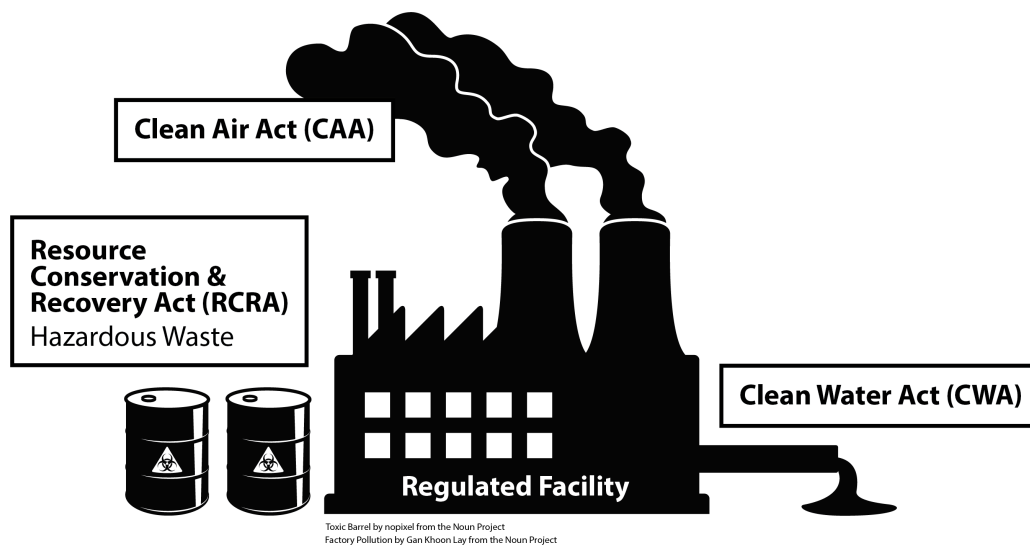 Clean Air Act (CAA)
Resource
Conservation &
Recovery Act (RCRA)
Hazardous Waste
Clean Water Act (CWA)
Regulated Facility
Toxic Barrel by nopixel from the Noun Project
Factory Pollution by Gan Khoon Lay from the Noun Project